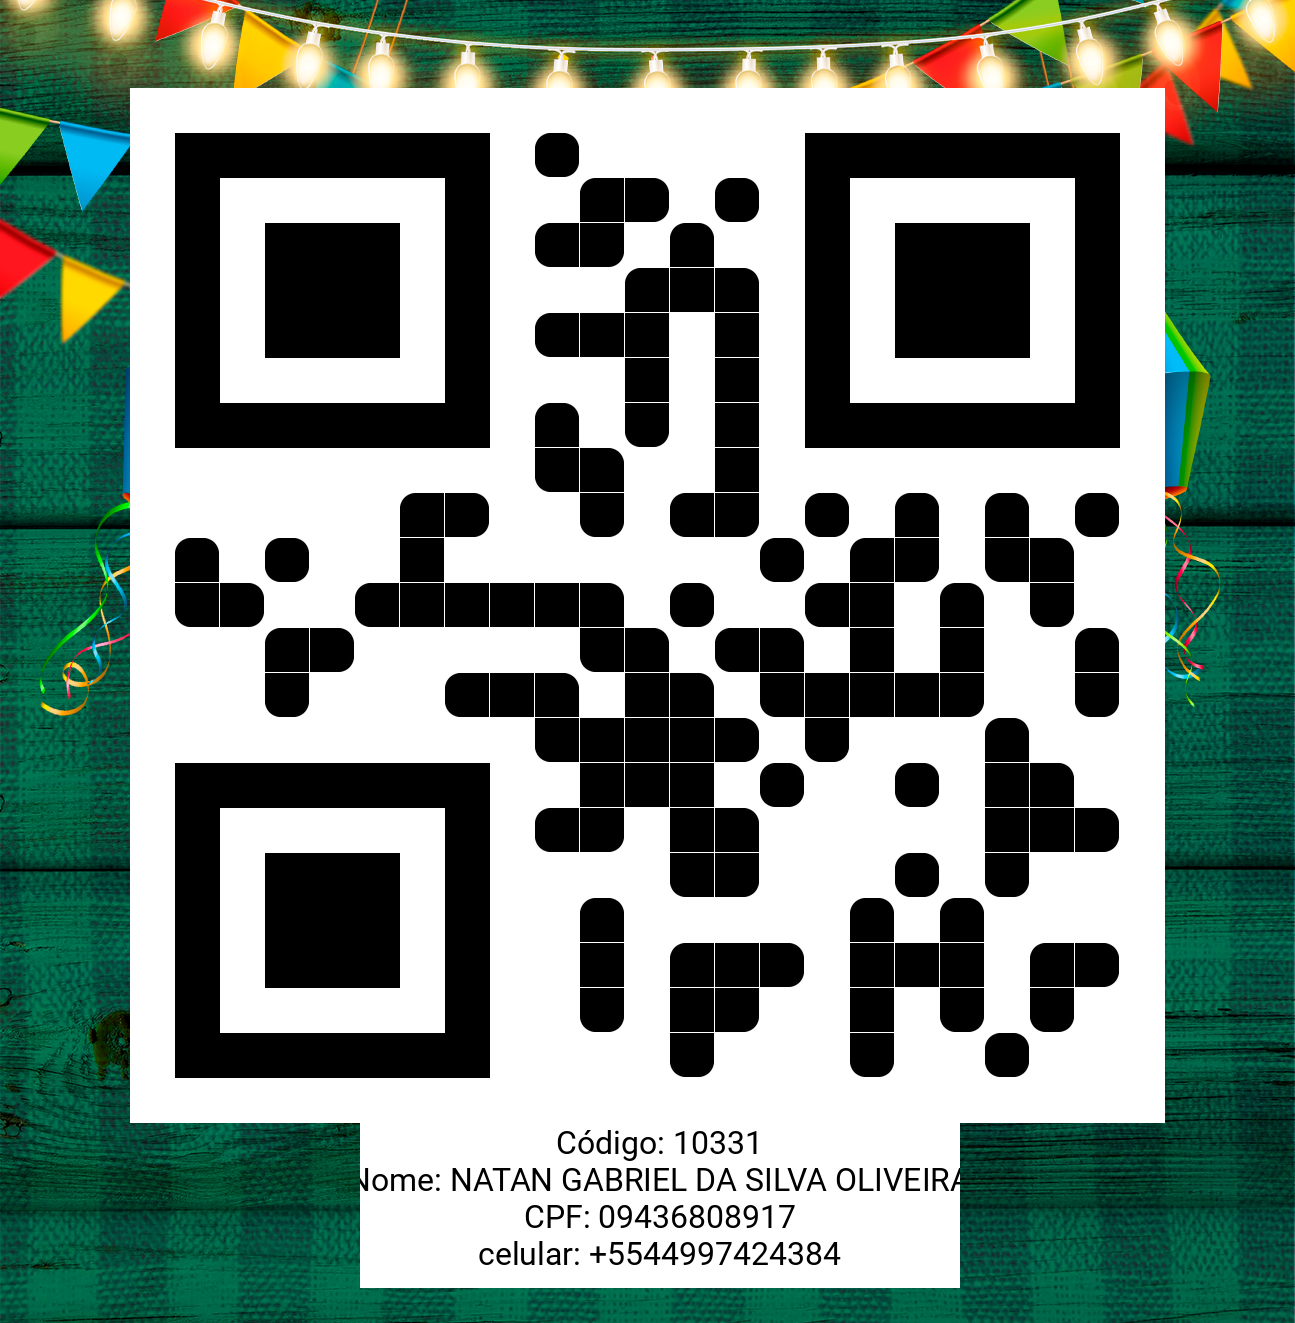 Código: 10331
Nome: NATAN GABRIEL DA SILVA OLIVEIRA
CPF: 09436808917
celular: +5544997424384